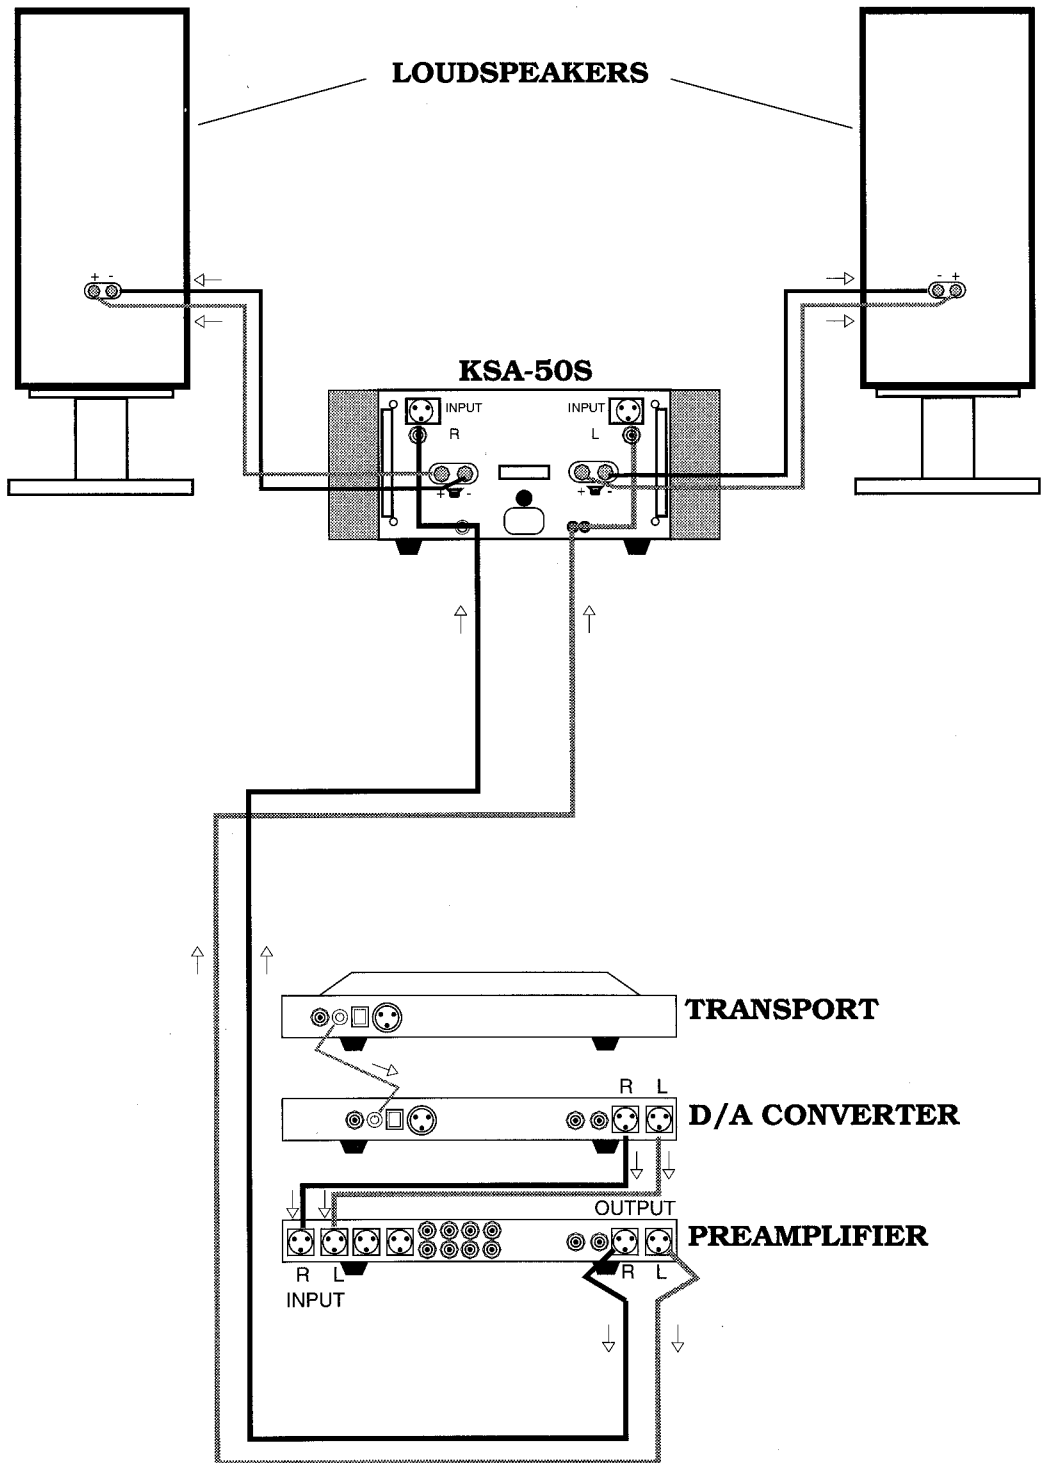 LOUDSPEAKERS
+ -
- +
KSA-50S
INPUT
INPUT
R
L
+ -
+ -
TRANSPORT
R L
D/A CONVERTER
OUTPUT
PREAMPLIFIER
R L
R L
INPUT